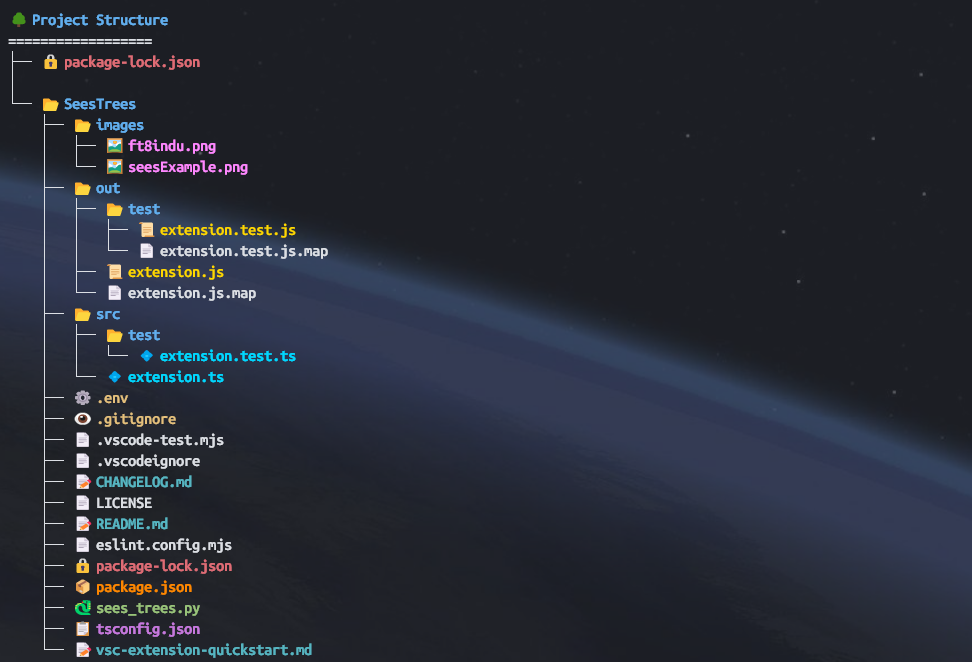 Project Structure
==================
package-lock.json
SeesTrees
images
ft8indu.png
seesExample.png
out
test
extension.test.js
extension.test.js.map
extension.js
extension.js.map
src
test
extension.test.ts
extension.ts
.env
.gitignore
.vscode-test.mjs
.vscodeignore
CHANGELOG.md
LICENSE
README.md
eslint.config.mjs
package-lock.json
package.json
sees_trees.py
tsconfig.json
vsc-extension-quickstart.md